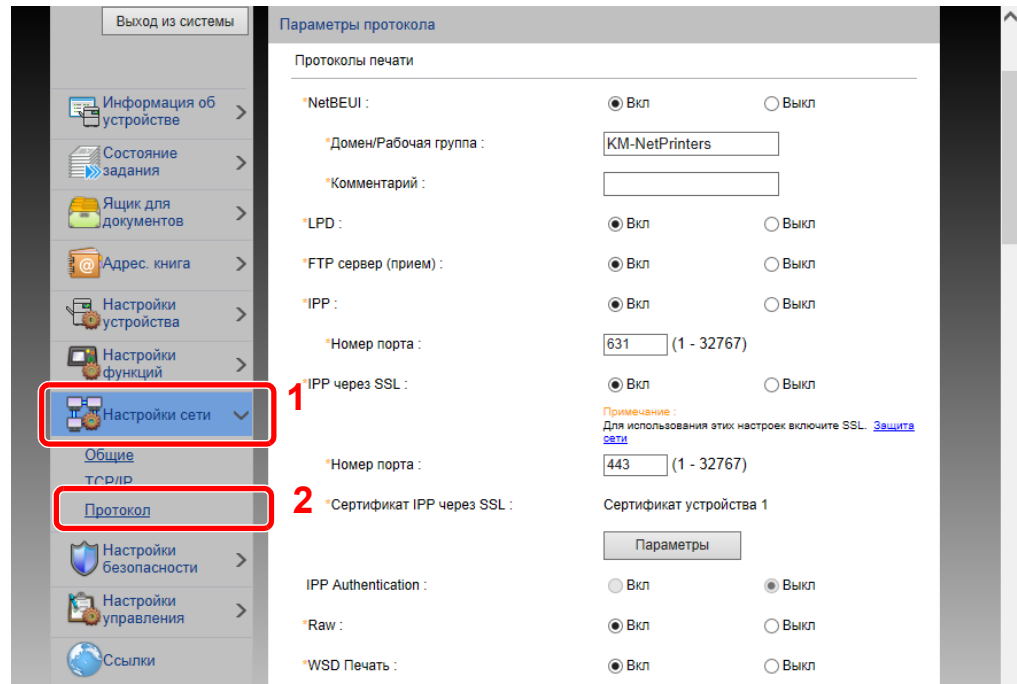 Выход из системы
Информация об
устройстве
Состояние
задания
Ящик для
документов
Адрес. книга
Настройки
устройства
Настройки
функций
Настройки сети
1
Общие
TCP/IP
Протокол
2
Настройки
безопасности
Настройки
управления
Ссылки
Параметры протокола
Протоколы печати
*NetBEUI : Вкл Выкл
*Домен/Рабочая группа : KM-NetPrinters
*Комментарий :
*LPD : Вкл Выкл
*FTP сервер (прием) : Вкл Выкл
*IPP : Вкл Выкл
*Номер порта : 631 (1 - 32767)
*IPP через SSL : Вкл Выкл
Примечание :
Для использования этих настроек включите SSL. Защита
сети
*Номер порта : 443 (1 - 32767)
*Сертификат IPP через SSL : Сертификат устройства 1
Параметры
IPP Authentication : Вкл Выкл
*Raw : Вкл Выкл
*WSD Печать : Вкл Выкл